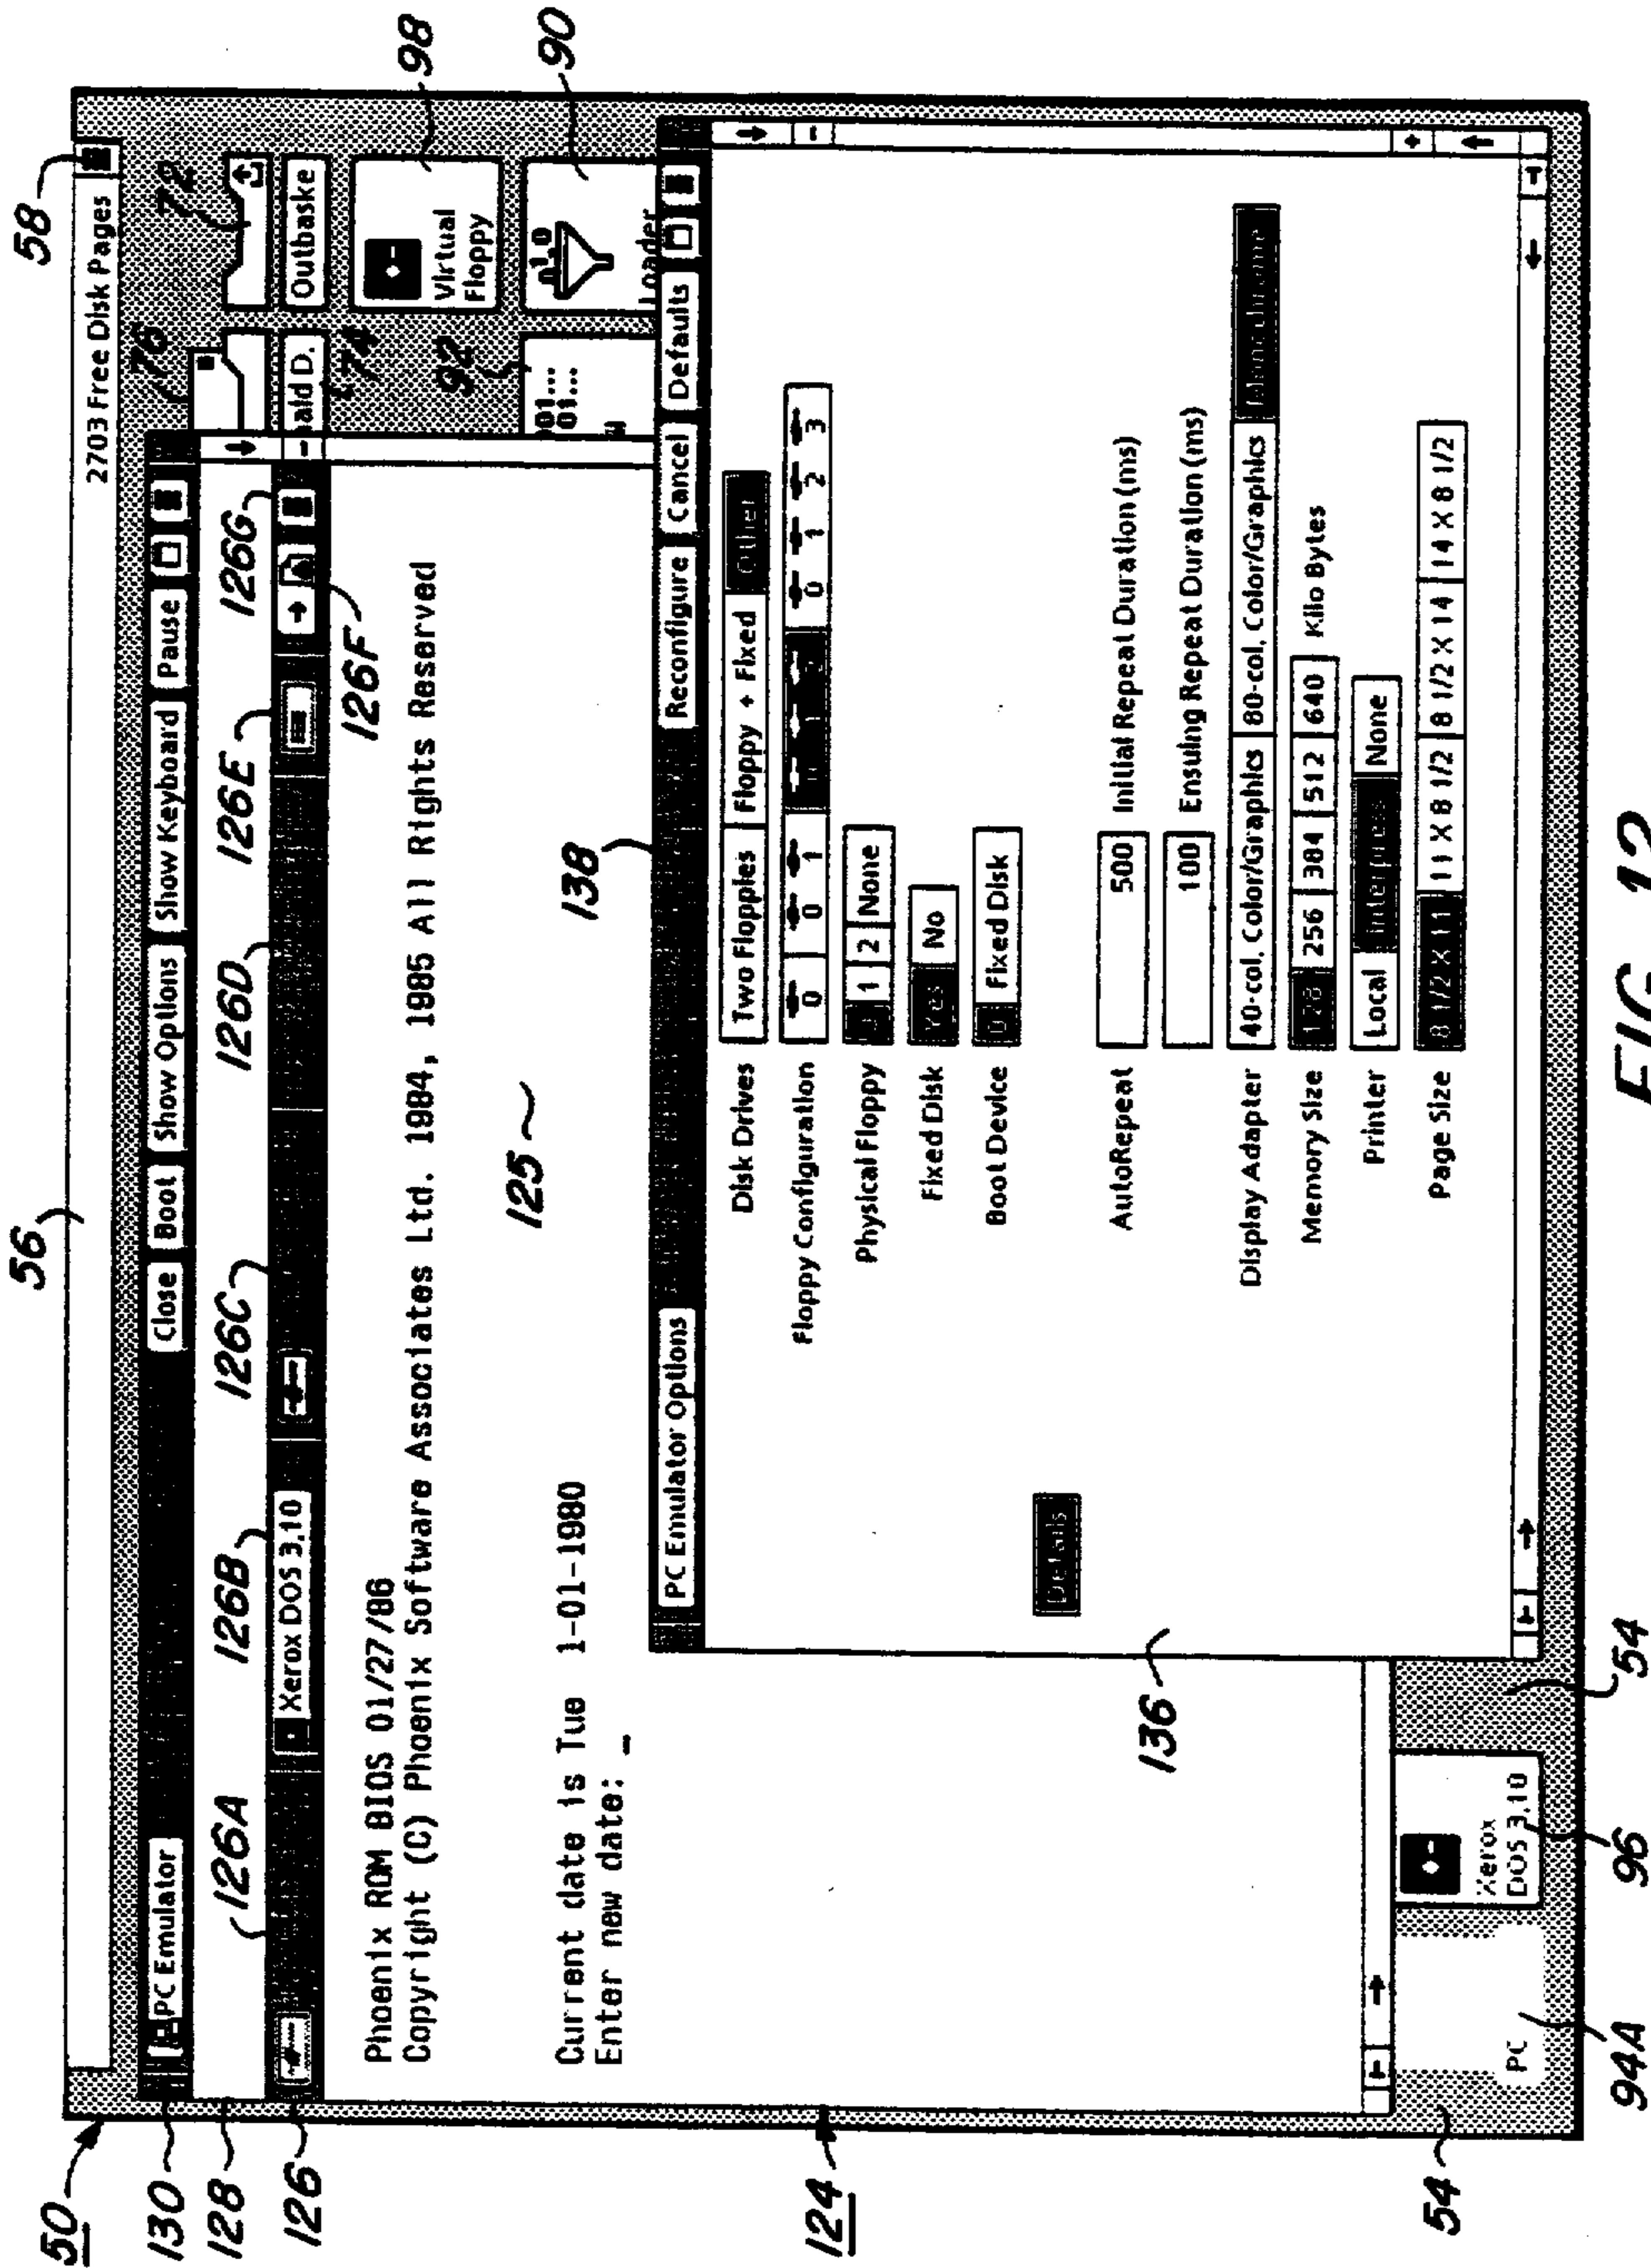 50
56
58
2703 Free Disk Pages
130
PC Emulator
Close
Boot
Show Options
Show Keyboard
Pause
76
72
128
126A
126B
126C
126D
126E
126G
126
Xerox DOS 3.10
ald D.
Outbaske
74
126F
Phoenix ROM BIOS 01/27/86
Copyright (C) Phoenix Software Associates Ltd. 1984, 1985 All Rights Reserved
Virtual
Floppy
98
125
Current date is Tue 1-01-1980
Enter new date: _
92
001...
01...
Loader
90
138
PC Emulator Options
Reconfigure
Cancel
Defaults
Disk Drives
Two Floppies
Floppy + Fixed
Other
Floppy Configuration
0
0 1
0 1 2 3
Physical Floppy
1
2
None
Fixed Disk
Yes
No
Boot Device
Fixed Disk
Details
AutoRepeat
500
Initial Repeat Duration (ms)
100
Ensuing Repeat Duration (ms)
Display Adapter
40-col. Color/Graphics
80-col. Color/Graphics
Monochrome
Memory Size
128
256
384
512
640
Kilo Bytes
Printer
Local
Interpress
None
Page Size
8 1/2 X 11
11 X 8 1/2
8 1/2 X 14
14 X 8 1/2
124
136
PC
Xerox
DOS 3.10
54
94A
96
54
FIG. 12